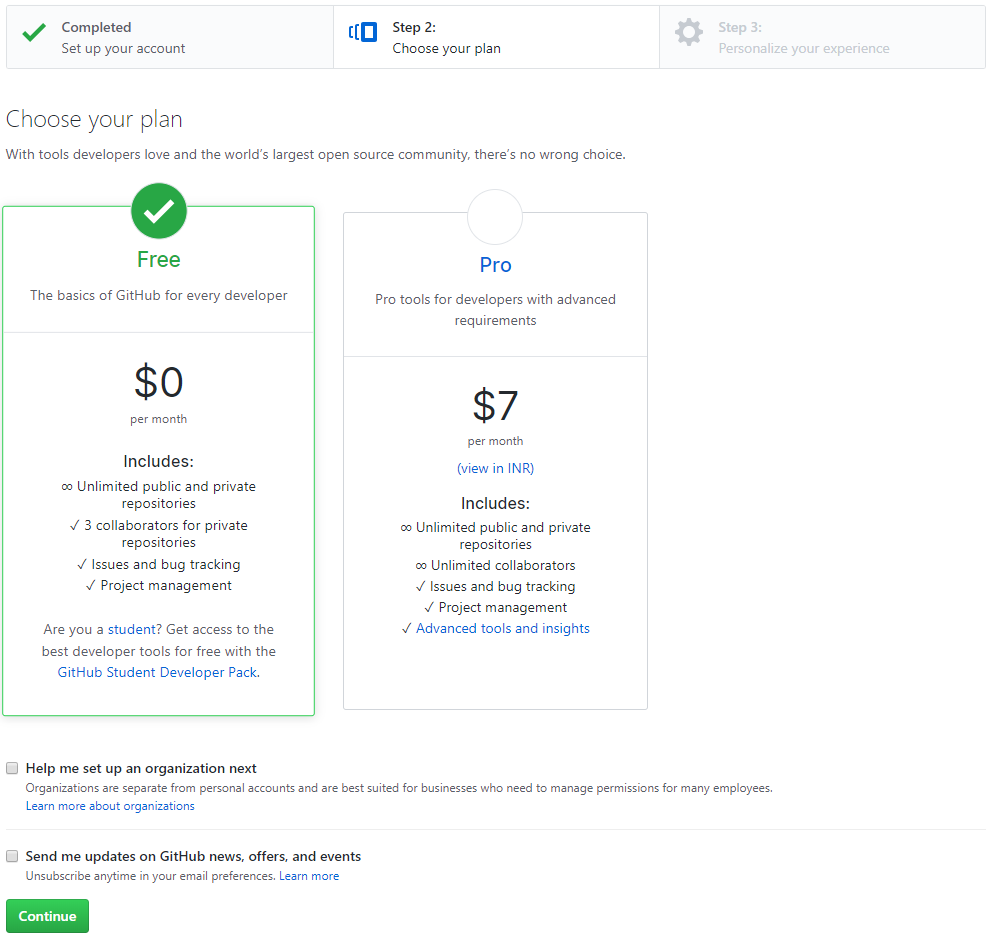 Completed
Set up your account
Step 2:
Choose your plan
Step 3:
Personalize your experience
Choose your plan
With tools developers love and the world’s largest open source community, there’s no wrong choice.
Free
The basics of GitHub for every developer
$0
per month
Includes:
∞ Unlimited public and private
repositories
✓ 3 collaborators for private
repositories
✓ Issues and bug tracking
✓ Project management
Are you a student? Get access to the
best developer tools for free with the
GitHub Student Developer Pack.
Pro
Pro tools for developers with advanced
requirements
$7
per month
(view in INR)
Includes:
∞ Unlimited public and private
repositories
∞ Unlimited collaborators
✓ Issues and bug tracking
✓ Project management
✓ Advanced tools and insights
Help me set up an organization next
Organizations are separate from personal accounts and are best suited for businesses who need to manage permissions for many employees.
Learn more about organizations
Send me updates on GitHub news, offers, and events
Unsubscribe anytime in your email preferences. Learn more
Continue